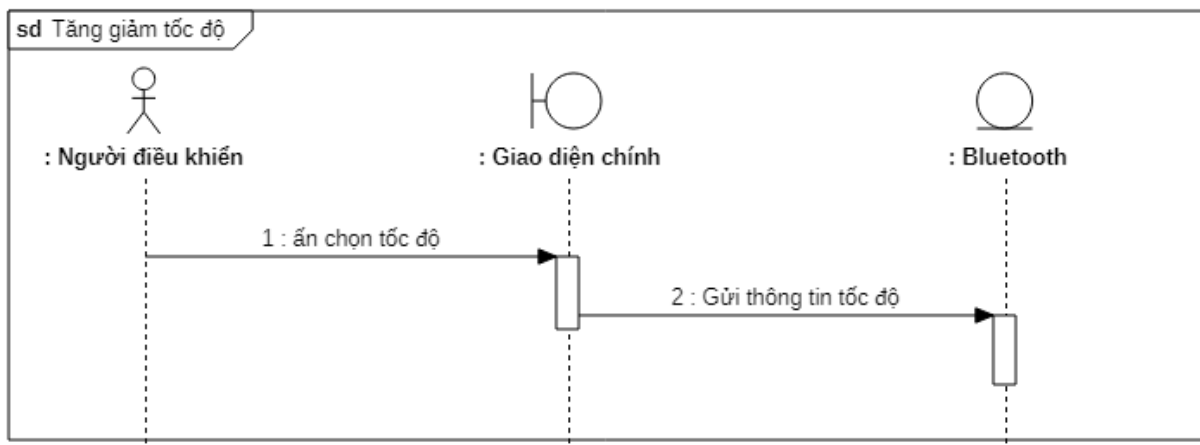 sd Tăng giảm tốc độ
: Người điều khiển
: Giao diện chính
: Bluetooth
1 : ấn chọn tốc độ
2 : Gửi thông tin tốc độ